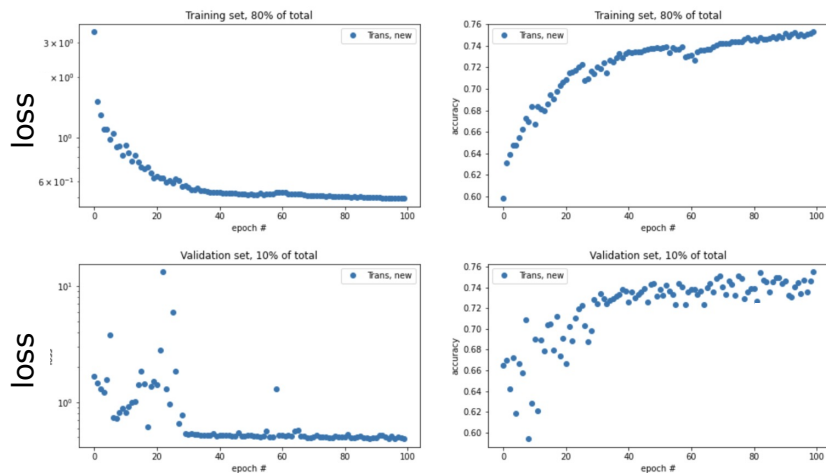 Training set, 80% of total
Trans, new
3 × 10⁰
× 10⁰
10⁰
6 × 10⁻¹
loss
0 20 40 60 80 100
epoch #
Training set, 80% of total
Trans, new
0.76
0.74
0.72
0.70
0.68
0.66
0.64
0.62
0.60
accuracy
0 20 40 60 80 100
epoch #
Validation set, 10% of total
Trans, new
10¹
10⁰
loss
0 20 40 60 80 100
epoch #
Validation set, 10% of total
Trans, new
0.76
0.74
0.72
0.70
0.68
0.66
0.64
0.62
0.60
accuracy
0 20 40 60 80 100
epoch #